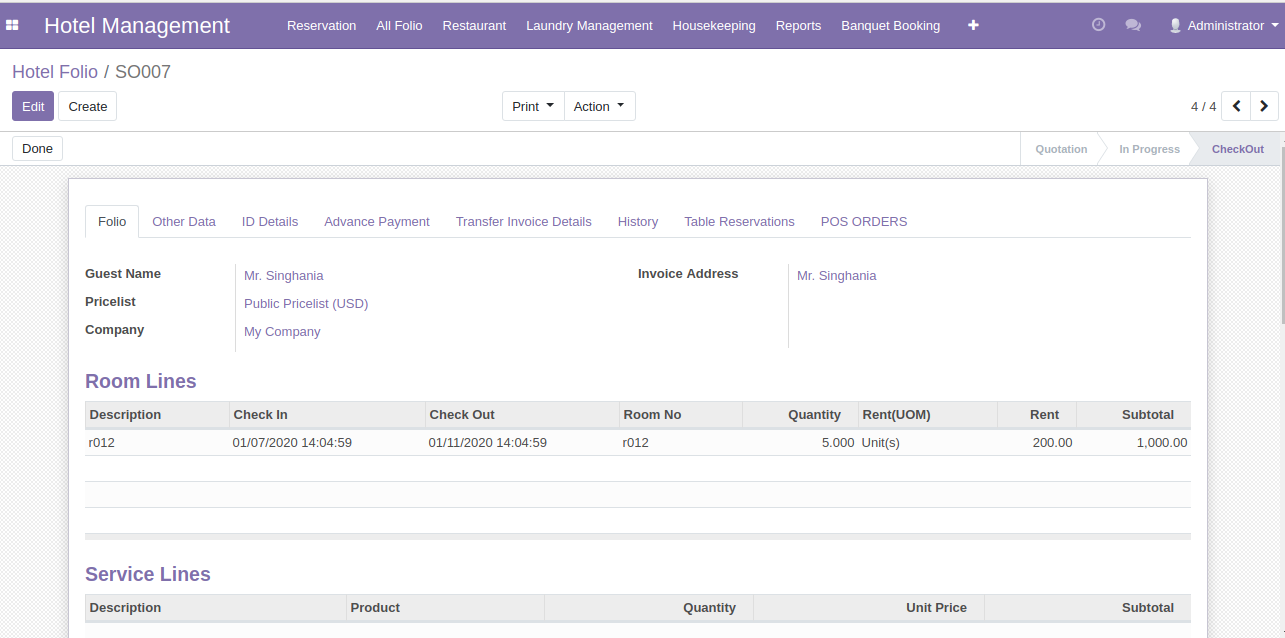 Hotel Management Reservation All Folio Restaurant Laundry Management Housekeeping Reports Banquet Booking Administrator
Hotel Folio / SO007
Edit Create Print Action 4 / 4
Done Quotation In Progress CheckOut
Folio Other Data ID Details Advance Payment Transfer Invoice Details History Table Reservations POS ORDERS
Guest Name Mr. Singhania Invoice Address Mr. Singhania
Pricelist Public Pricelist (USD)
Company My Company
Room Lines
Description Check In Check Out Room No Quantity Rent(UOM) Rent Subtotal
r012 01/07/2020 14:04:59 01/11/2020 14:04:59 r012 5.000 Unit(s) 200.00 1,000.00
Service Lines
Description Product Quantity Unit Price Subtotal